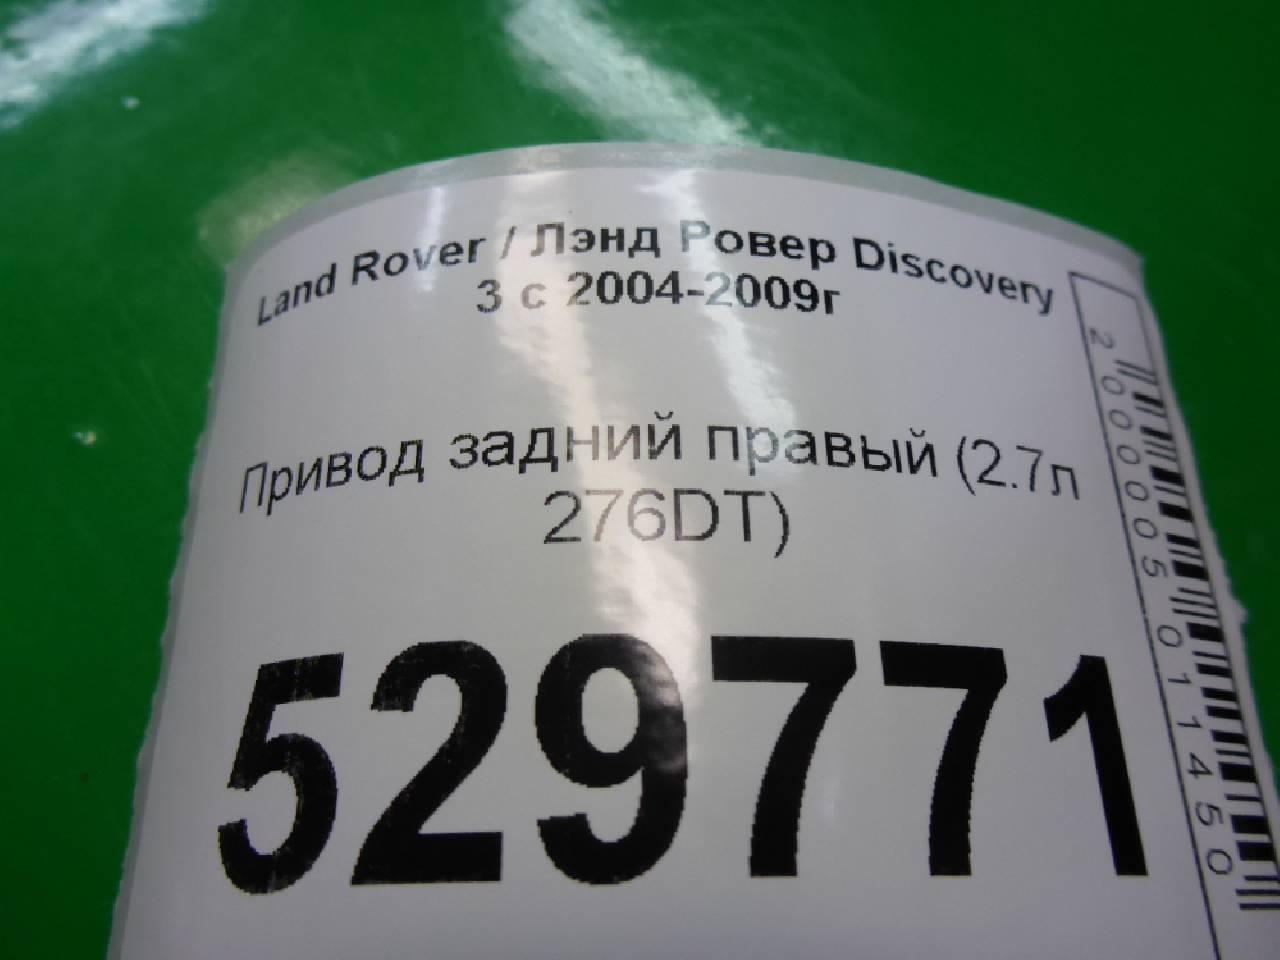 Land Rover / Лэнд Ровер Discovery
3 с 2004-2009г
Привод задний правый (2.7л
276DT)
529771
2000005011450